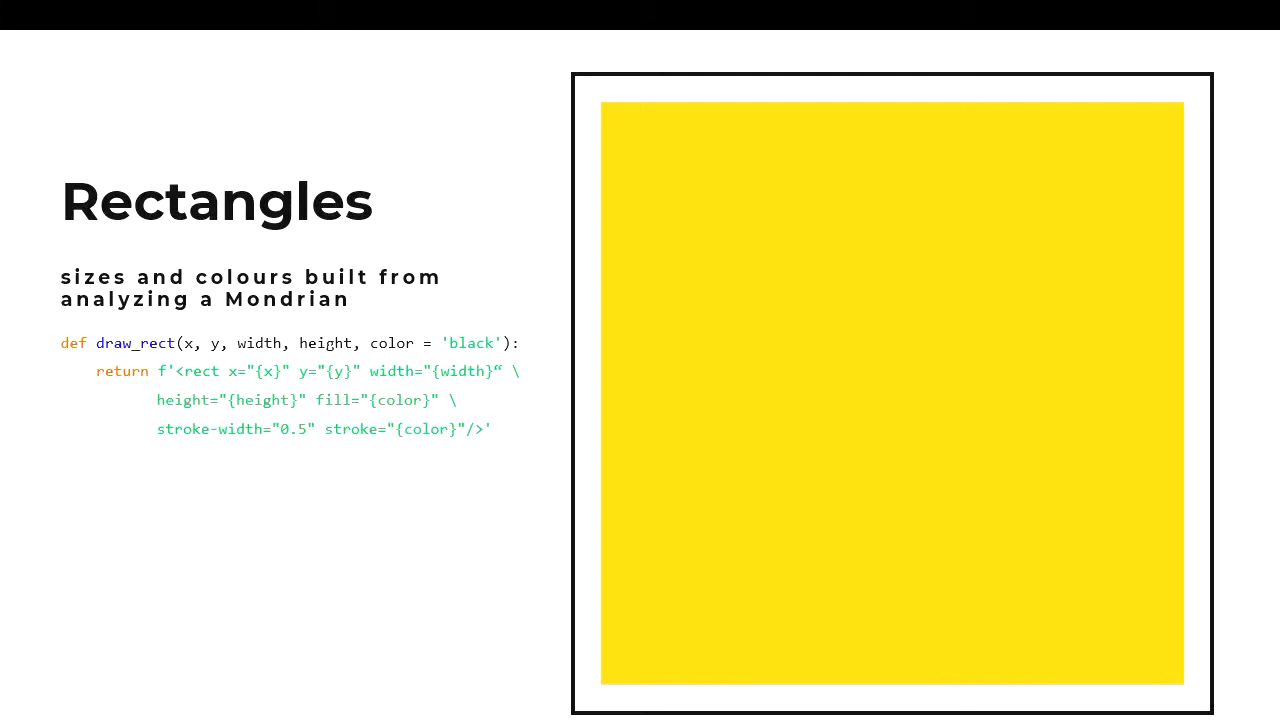 Rectangles
sizes and colours built from
analyzing a Mondrian
def draw_rect(x, y, width, height, color = 'black'):
    return f'<rect x="{x}" y="{y}" width="{width}“ \
           height="{height}" fill="{color}" \
           stroke-width="0.5" stroke="{color}"/>'